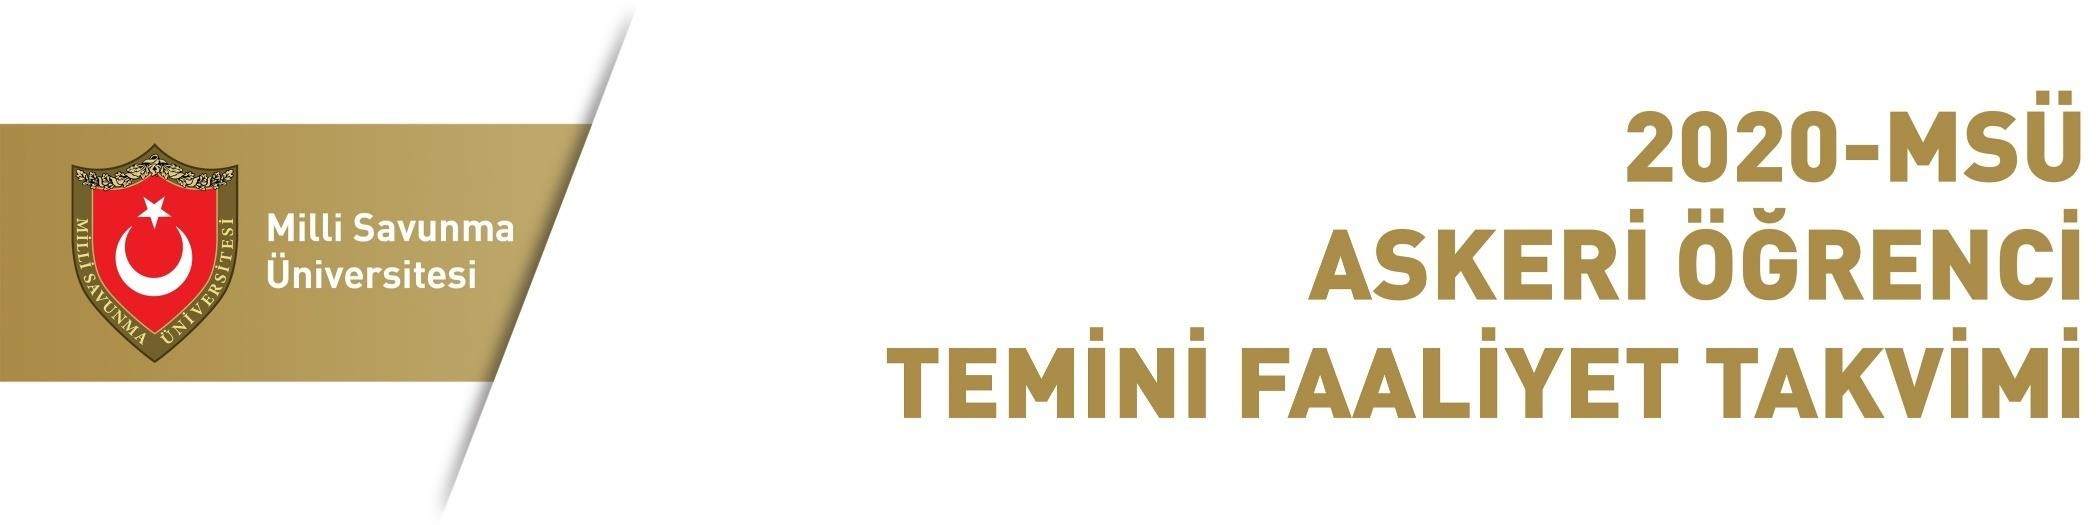 MİLLİ SAVUNMA ÜNİVERSİTESİ
Milli Savunma
Üniversitesi
2020-MSÜ
ASKERİ ÖĞRENCİ
TEMİNİ FAALİYET TAKVİMİ